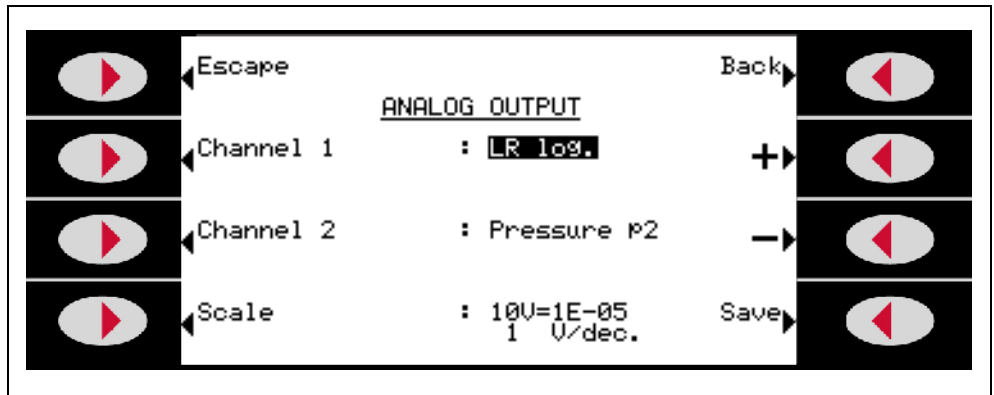 Escape Back
ANALOG OUTPUT
Channel 1 : LR log. +
Channel 2 : Pressure p2 −
Scale : 10V=1E-05 Save
1 V/dec.